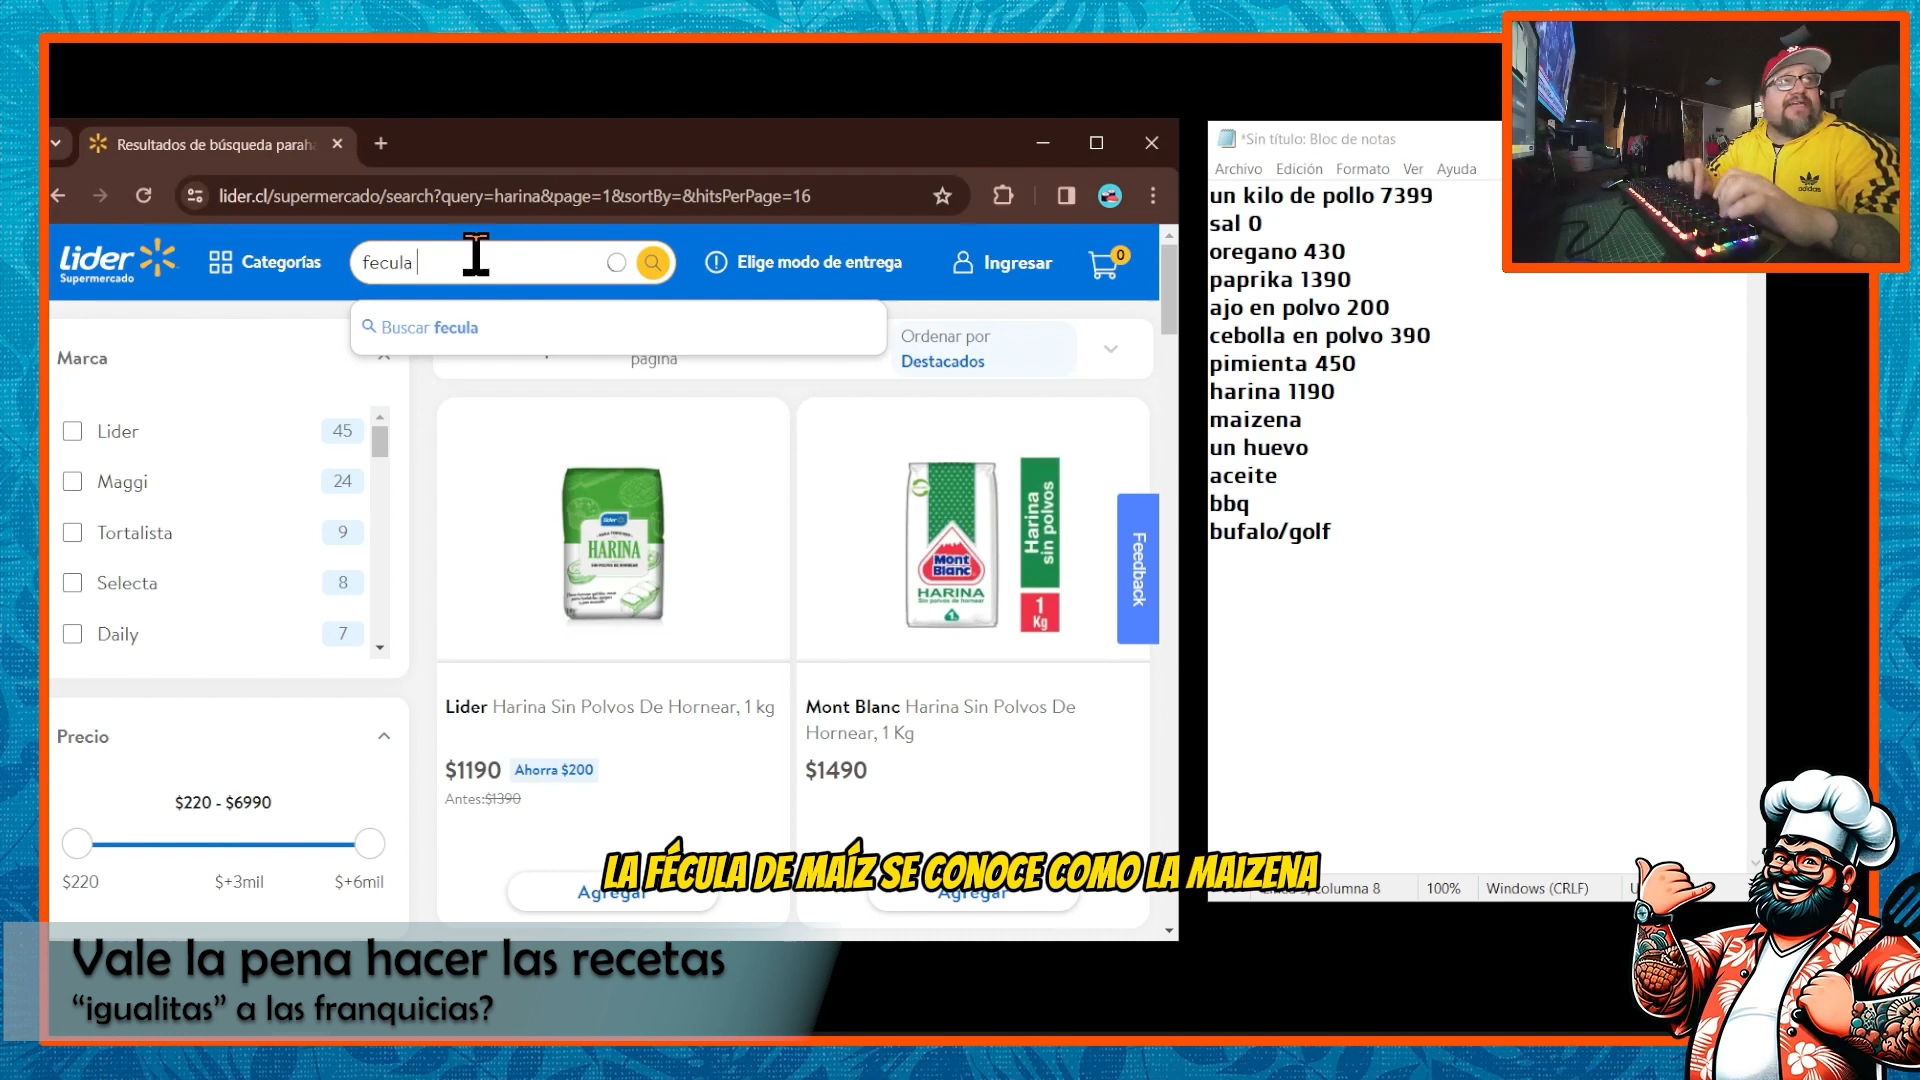 Resultados de búsqueda parah
lider.cl/supermercado/search?query=harina&page=1&sortBy=&hitsPerPage=16
Lider
Supermercado
Categorías
fecula
Elige modo de entrega
Ingresar
0
Buscar fecula
pagina
Ordenar por
Destacados
Marca
Lider 45
Maggi 24
Tortalista 9
Selecta 8
Daily 7
Precio
$220 - $6990
$220 $+3mil $+6mil
HARINA
Mont Blanc
HARINA
Harina sin polvos
1 Kg
Feedback
Lider Harina Sin Polvos De Hornear, 1 kg
$1190 Ahorra $200
Antes:$1390
Agregar
Mont Blanc Harina Sin Polvos De
Hornear, 1 Kg
$1490
Agregar
*Sin título: Bloc de notas
Archivo Edición Formato Ver Ayuda
un kilo de pollo 7399
sal 0
oregano 430
paprika 1390
ajo en polvo 200
cebolla en polvo 390
pimienta 450
harina 1190
maizena
un huevo
aceite
bbq
bufalo/golf
columna 8 100% Windows (CRLF)
adidas
LA FÉCULA DE MAÍZ SE CONOCE COMO LA MAIZENA
Vale la pena hacer las recetas
“igualitas” a las franquicias?